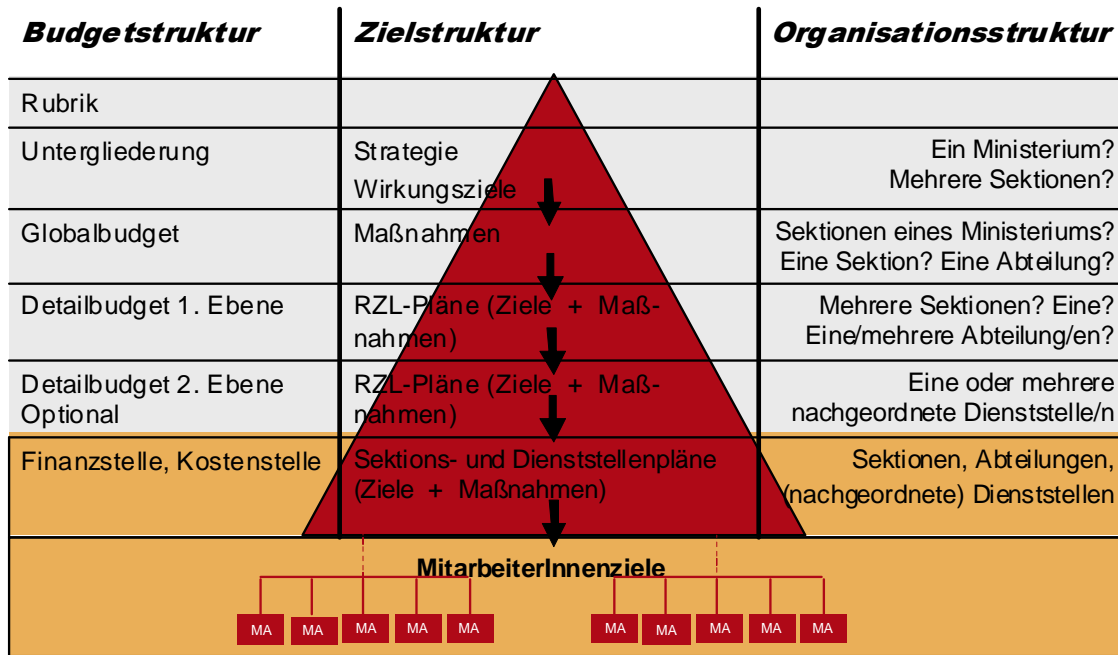 Budgetstruktur
Zielstruktur
Organisationsstruktur
Rubrik
Untergliederung
Strategie
Wirkungsziele
Ein Ministerium?
Mehrere Sektionen?
Globalbudget
Maßnahmen
Sektionen eines Ministeriums?
Eine Sektion? Eine Abteilung?
Detailbudget 1. Ebene
RZL-Pläne (Ziele + Maß-
nahmen)
Mehrere Sektionen? Eine?
Eine/mehrere Abteilung/en?
Detailbudget 2. Ebene
Optional
RZL-Pläne (Ziele + Maß-
nahmen)
Eine oder mehrere
nachgeordnete Dienststelle/n
Finanzstelle, Kostenstelle
Sektions- und Dienststellenpläne
(Ziele + Maßnahmen)
Sektionen, Abteilungen,
(nachgeordnete) Dienststellen
MitarbeiterInnenziele
MA MA MA MA MA MA MA MA MA MA